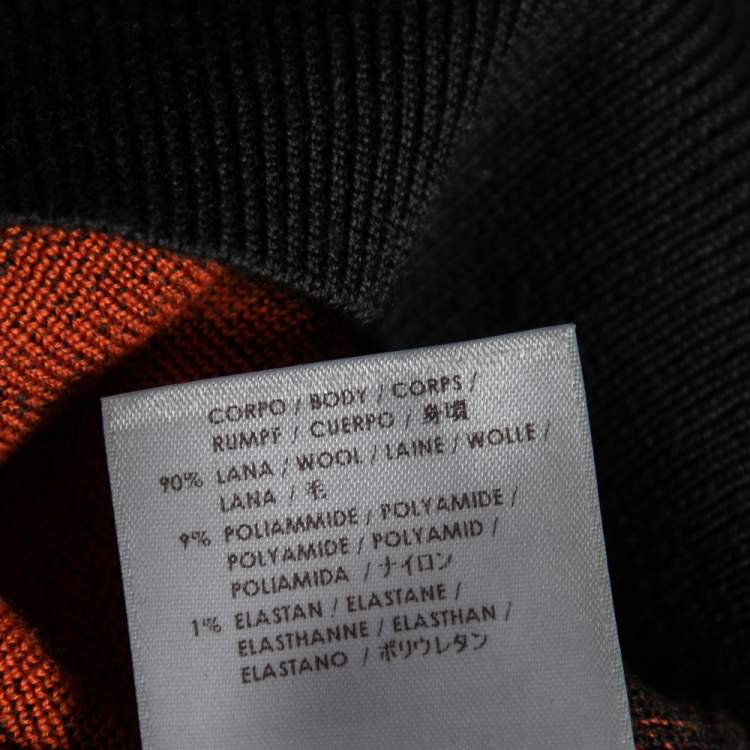 CORPO / BODY / CORPS /
RUMPF / CUERPO / 身頃
90% LANA / WOOL / LAINE / WOLLE /
LANA / 毛
9% POLIAMMIDE / POLYAMIDE /
POLYAMIDE / POLYAMID /
POLIAMIDA / ナイロン
1% ELASTAN / ELASTANE /
ELASTHANNE / ELASTHAN /
ELASTANO / ポリウレタン